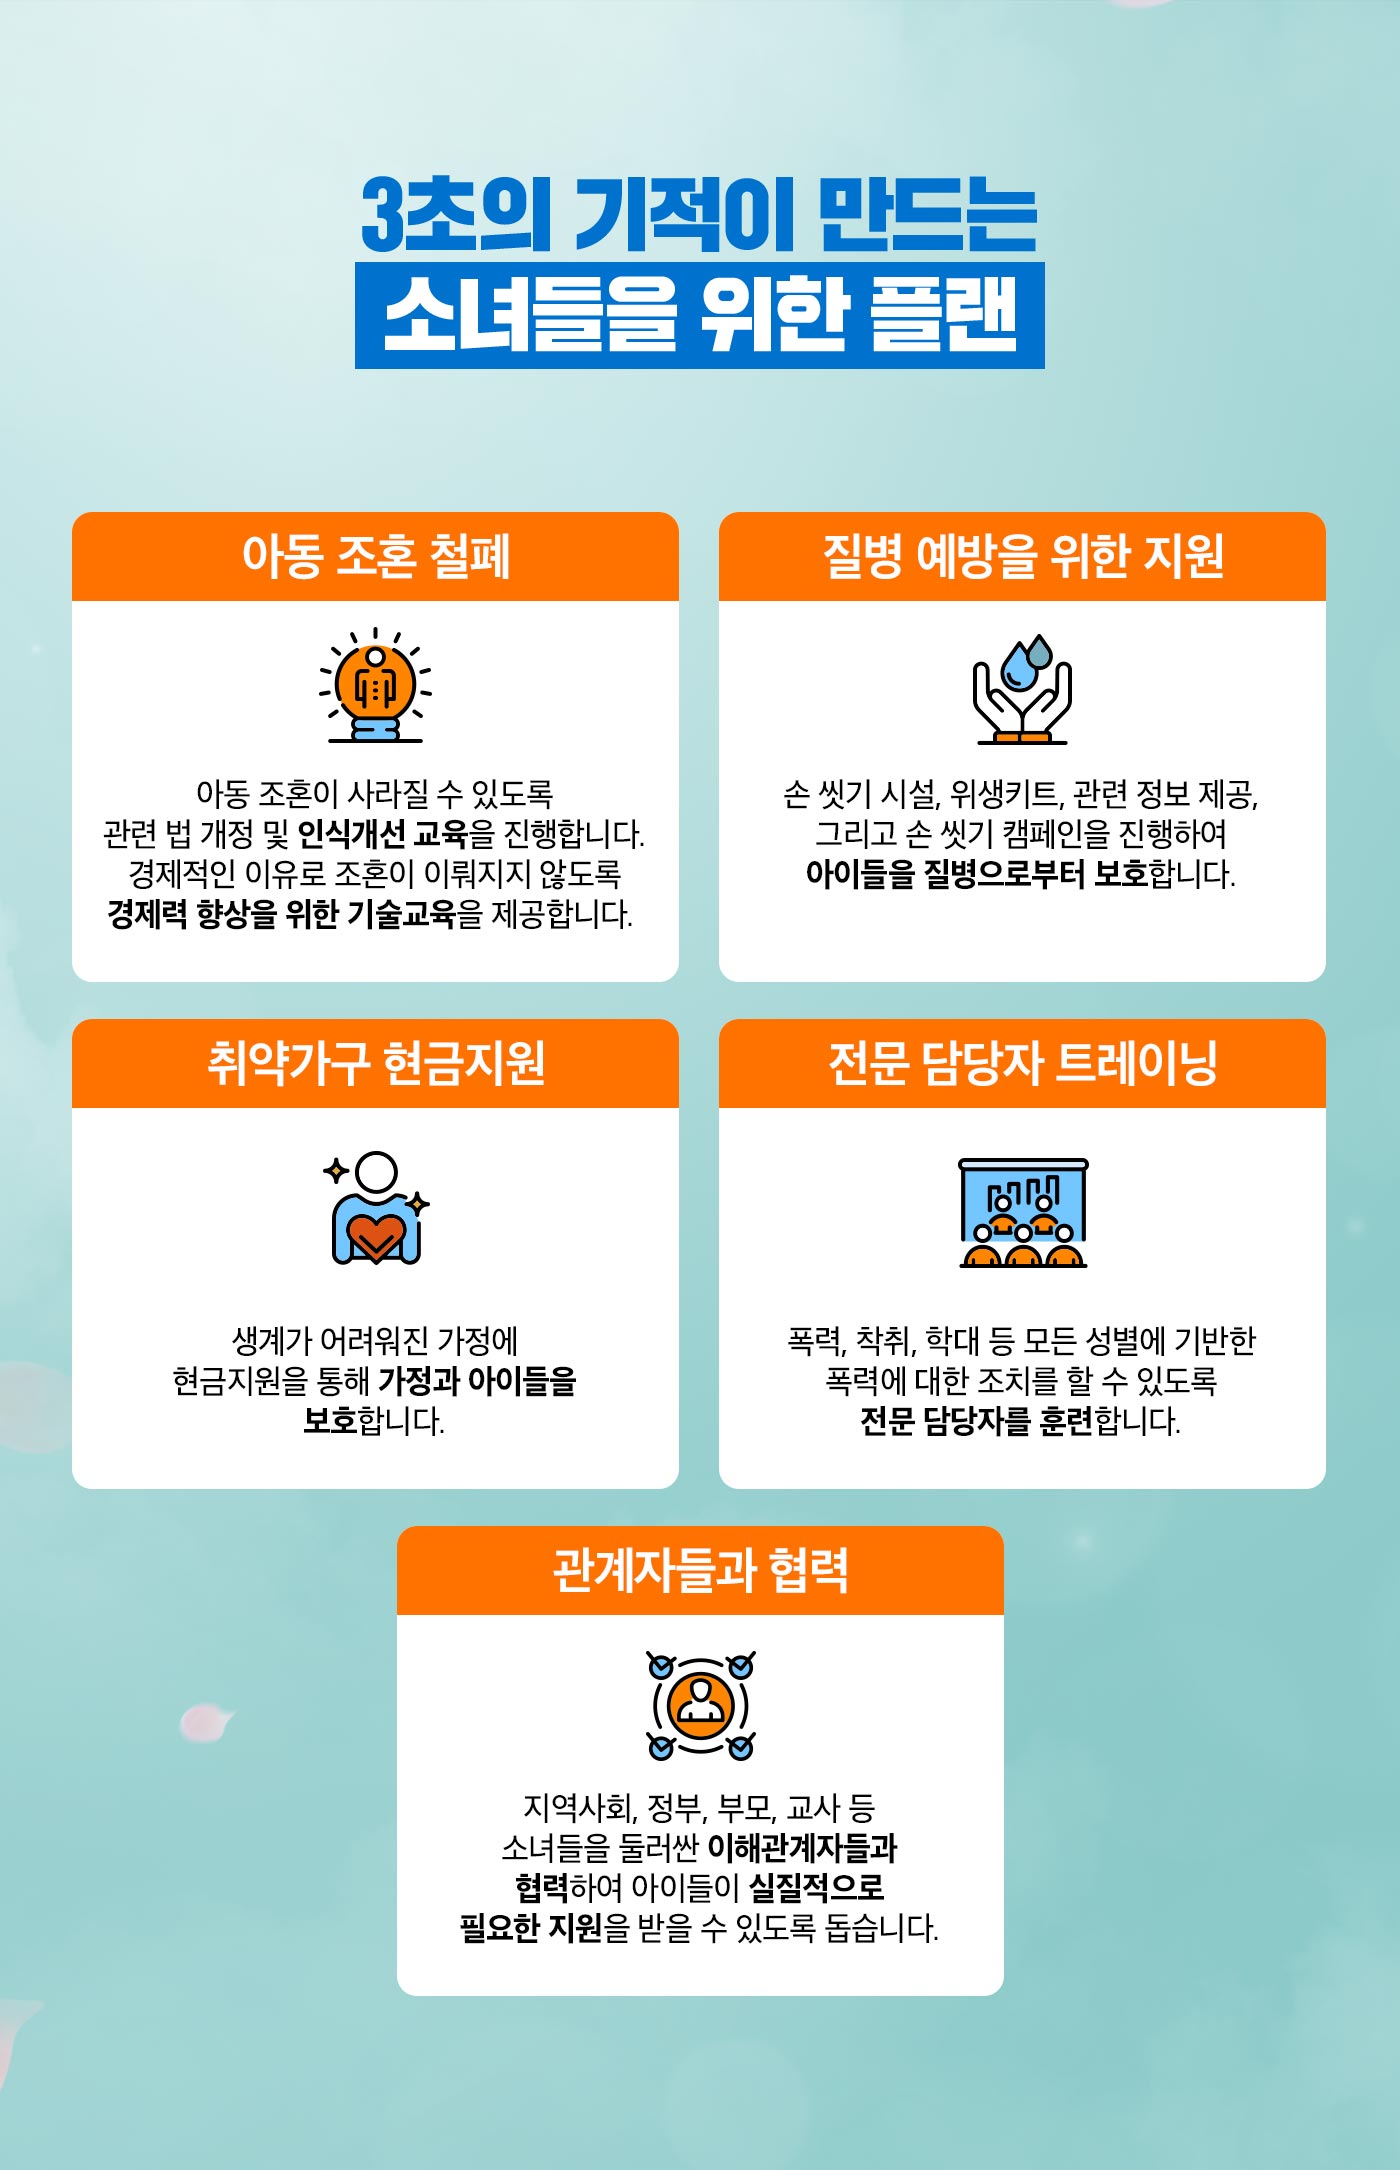 3초의 기적이 만드는
소녀들을 위한 플랜
아동 조혼 철폐
아동 조혼이 사라질 수 있도록
관련 법 개정 및 인식개선 교육을 진행합니다.
경제적인 이유로 조혼이 이뤄지지 않도록
경제력 향상을 위한 기술교육을 제공합니다.
질병 예방을 위한 지원
손 씻기 시설, 위생키트, 관련 정보 제공,
그리고 손 씻기 캠페인을 진행하여
아이들을 질병으로부터 보호합니다.
취약가구 현금지원
생계가 어려워진 가정에
현금지원을 통해 가정과 아이들을
보호합니다.
전문 담당자 트레이닝
폭력, 착취, 학대 등 모든 성별에 기반한
폭력에 대한 조치를 할 수 있도록
전문 담당자를 훈련합니다.
관계자들과 협력
지역사회, 정부, 부모, 교사 등
소녀들을 둘러싼 이해관계자들과
협력하여 아이들이 실질적으로
필요한 지원을 받을 수 있도록 돕습니다.